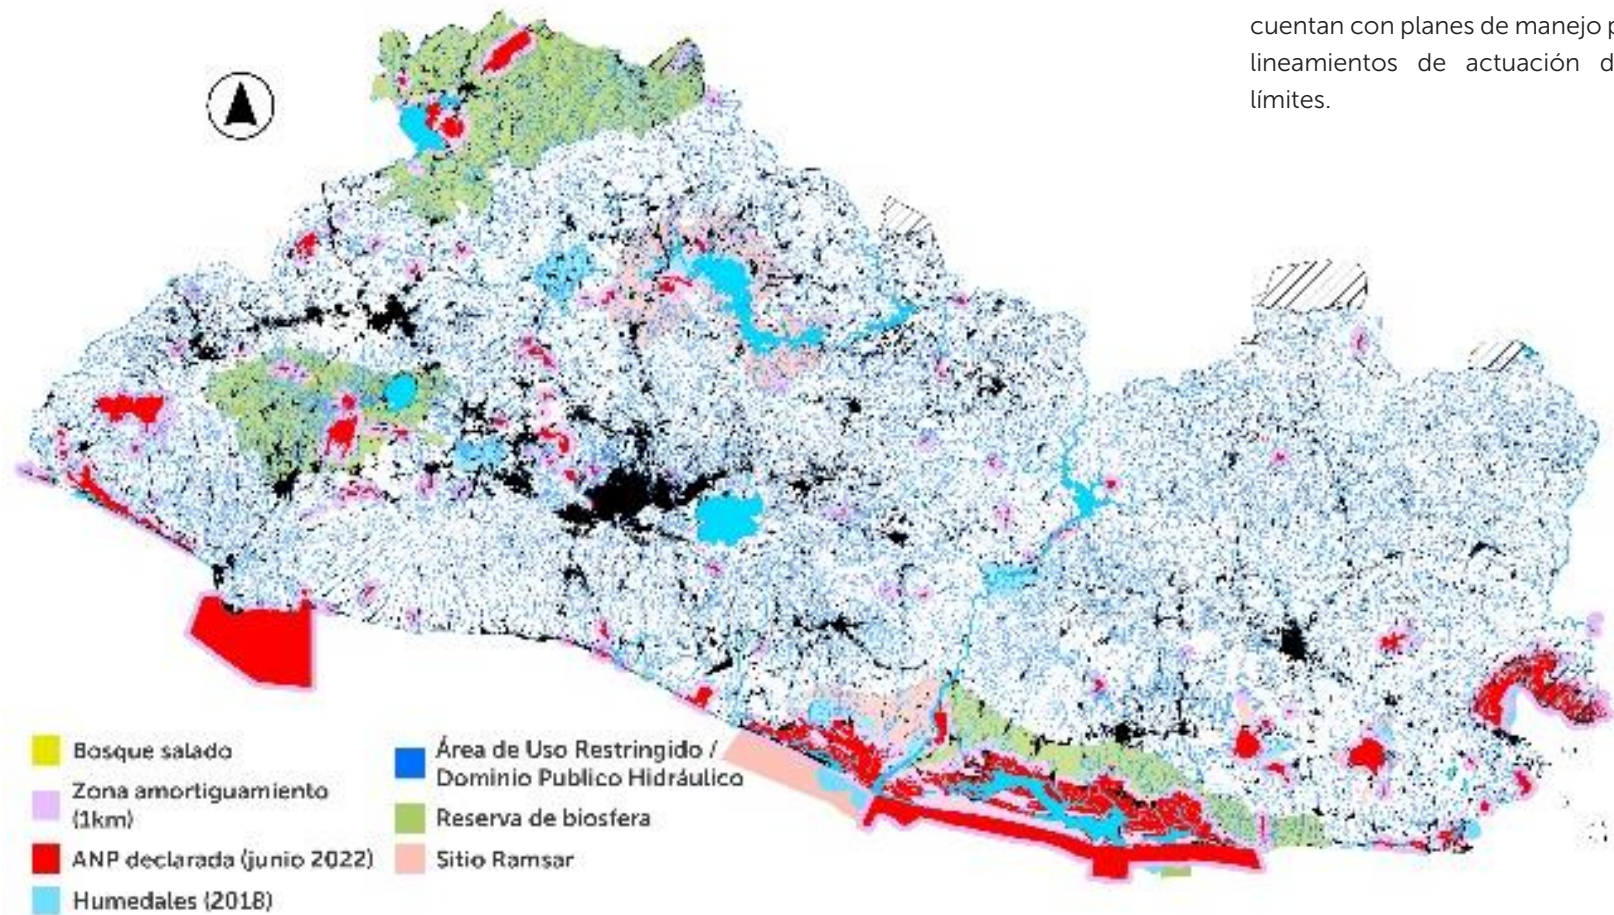 cuentan con planes de manejo p
lineamientos de actuación d
límites.
Bosque salado
Zona amortiguamiento
(1km)
ANP declarada (junio 2022)
Humedales (2018)
Área de Uso Restringido /
Dominio Publico Hidráulico
Reserva de biosfera
Sitio Ramsar